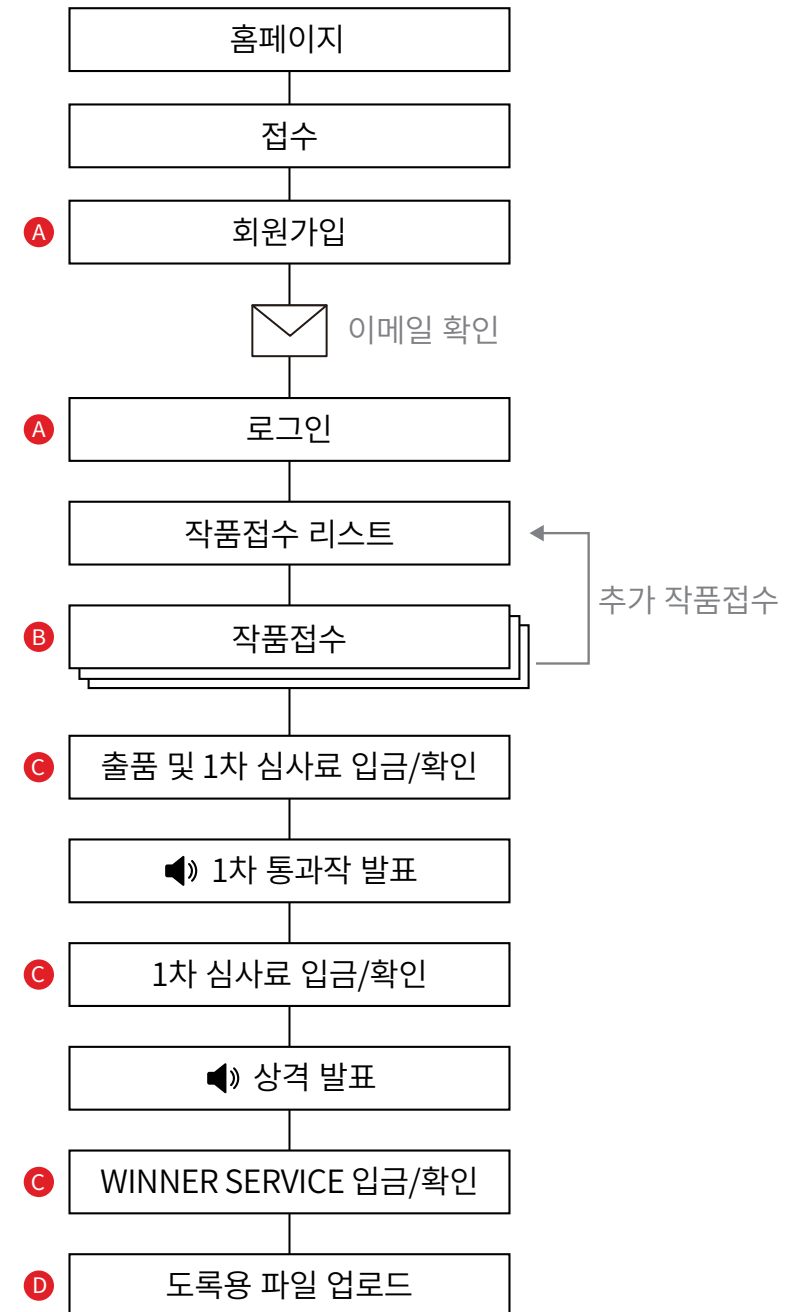 홈페이지
접수
A 회원가입
이메일 확인
A 로그인
작품접수 리스트
추가 작품접수
B 작품접수
C 출품 및 1차 심사료 입금/확인
1차 통과작 발표
C 1차 심사료 입금/확인
상격 발표
C WINNER SERVICE 입금/확인
D 도록용 파일 업로드